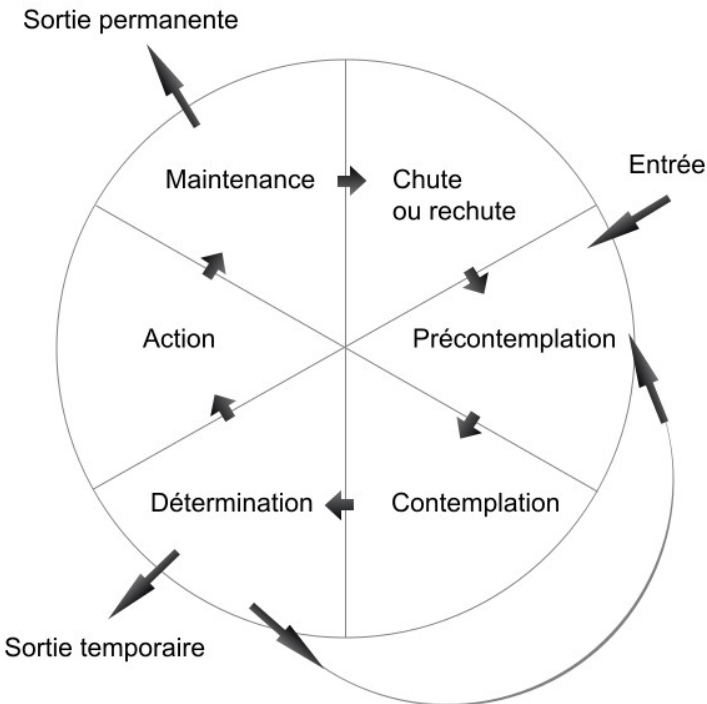 Sortie permanente
Entrée
Maintenance
Chute
ou rechute
Action
Précontemplation
Détermination
Contemplation
Sortie temporaire